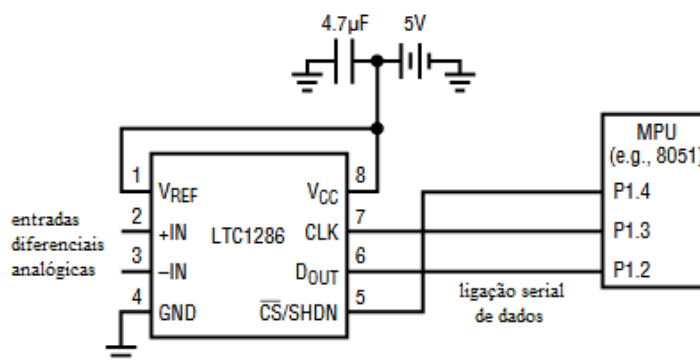 4.7µF
5V
MPU
(e.g., 8051)
P1.4
P1.3
P1.2
1
VREF
VCC
8
entradas
diferenciais
analógicas
2
+IN
LTC1286
CLK
7
3
–IN
DOUT
6
4
GND
CS/SHDN
5
ligação serial
de dados